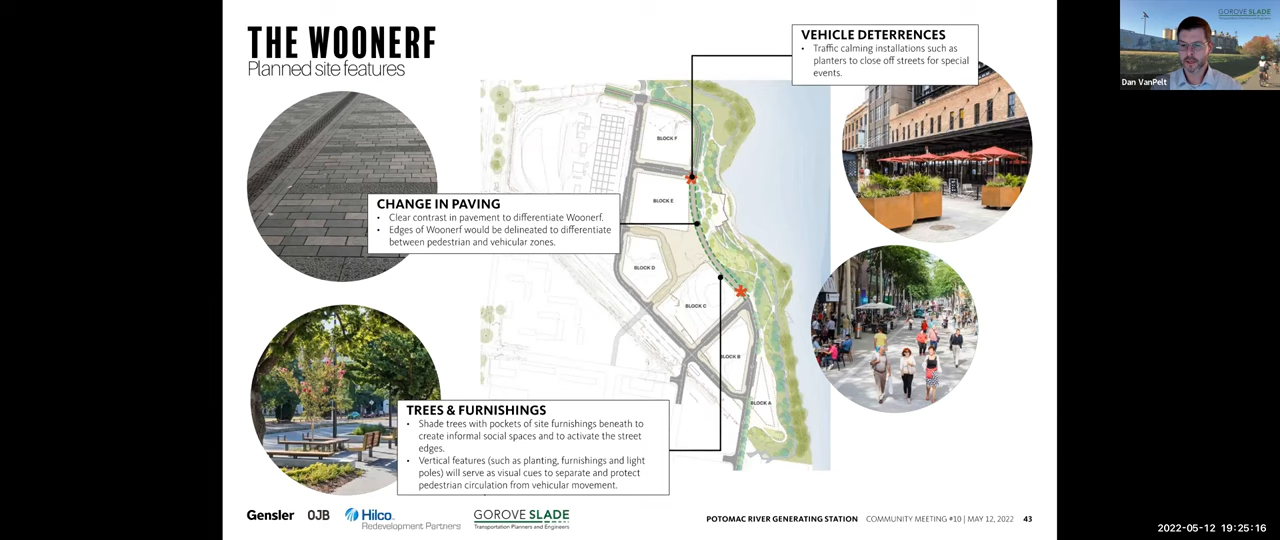 THE WOONERF
Planned site features
VEHICLE DETERRENCES
• Traffic calming installations such as
planters to close off streets for special
events.
GOROVE SLADE
Transportation Planners and Engineers
Dan VanPelt
BLOCK F
CHANGE IN PAVING
• Clear contrast in pavement to differentiate Woonerf.
• Edges of Woonerf would be delineated to differentiate
between pedestrian and vehicular zones.
BLOCK E
BLOCK D
BLOCK C
BLOCK B
BLOCK A
TREES & FURNISHINGS
• Shade trees with pockets of site furnishings beneath to
create informal social spaces and to activate the street
edges.
• Vertical features (such as planting, furnishings and light
poles) will serve as visual cues to separate and protect
pedestrian circulation from vehicular movement.
Gensler
OJB
Hilco
Redevelopment Partners
GOROVE SLADE
Transportation Planners and Engineers
POTOMAC RIVER GENERATING STATION COMMUNITY MEETING #10 | MAY 12, 2022 43
2022-05-12 19:25:16